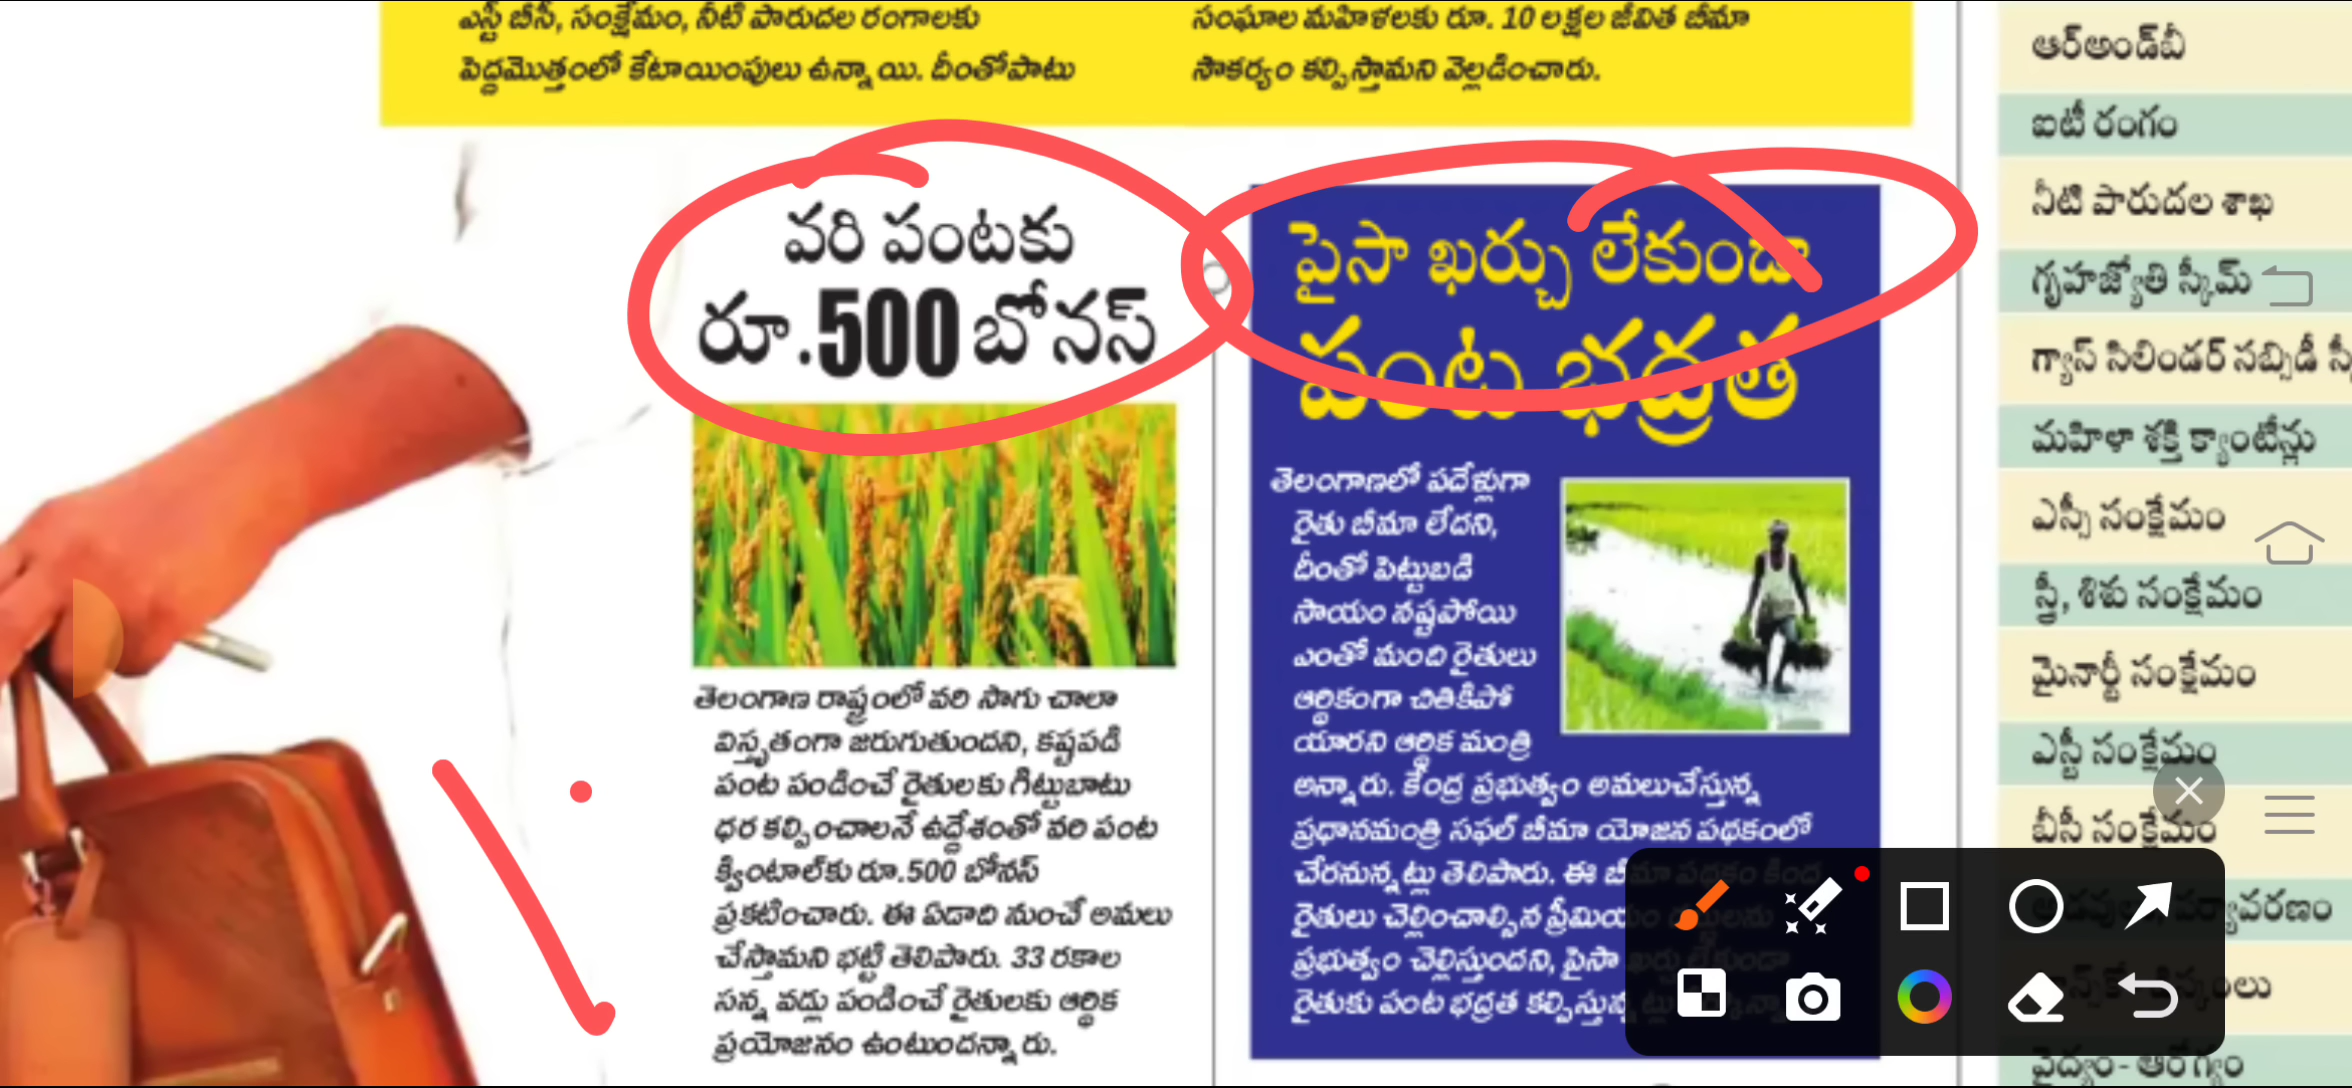 ఎస్టీ బీసీ, సంక్షేమం, నీటి పారుదల రంగాలకు
పెద్దమొత్తంలో కేటాయింపులు ఉన్నాయి. దీంతోపాటు
సంఘాల మహిళలకు రూ. 10 లక్షల జీవిత బీమా
సౌకర్యం కల్పిస్తామని వెల్లడించారు.
వరి పంటకు
రూ.500 బోనస్
తెలంగాణ రాష్ట్రంలో వరి సాగు చాలా
విస్తృతంగా జరుగుతుందని, కష్టపడి
పంట పండించే రైతులకు గిట్టుబాటు
ధర కల్పించాలనే ఉద్దేశంతో వరి పంట
క్వింటాల్‌కు రూ.500 బోనస్
ప్రకటించారు. ఈ ఏడాది నుంచే అమలు
చేస్తామని భట్టి తెలిపారు. 33 రకాల
సన్న వడ్లు పండించే రైతులకు ఆర్థిక
ప్రయోజనం ఉంటుందన్నారు.
పైసా ఖర్చు లేకుండా
పంట భద్రత
తెలంగాణలో పదేళ్లుగా
రైతు బీమా లేదని,
దీంతో పెట్టుబడి
సాయం నష్టపోయి
ఎంతో మంది రైతులు
ఆర్థికంగా చితికిపో
యారని ఆర్థిక మంత్రి
అన్నారు. కేంద్ర ప్రభుత్వం అమలుచేస్తున్న
ప్రధానమంత్రి సఫల్ బీమా యోజన పథకంలో
చేరనున్నట్లు తెలిపారు. ఈ బీమా పథకం కింద
రైతులు చెల్లించాల్సిన ప్రీమియం
ప్రభుత్వం చెల్లిస్తుందని, పైసా ఖర్చు లేకుండా
రైతుకు పంట భద్రత కల్పిస్తున్నట్లు
ఆర్అండ్‌బీ
ఐటీ రంగం
నీటి పారుదల శాఖ
గృహజ్యోతి స్కీమ్
గ్యాస్ సిలిండర్ సబ్సిడీ
మహిళా శక్తి క్యాంటీన్లు
ఎస్సీ సంక్షేమం
స్త్రీ, శిశు సంక్షేమం
మైనార్టీ సంక్షేమం
ఎస్టీ సంక్షేమం
బీసీ సంక్షేమం
వైద్యం- ఆరోగ్యం